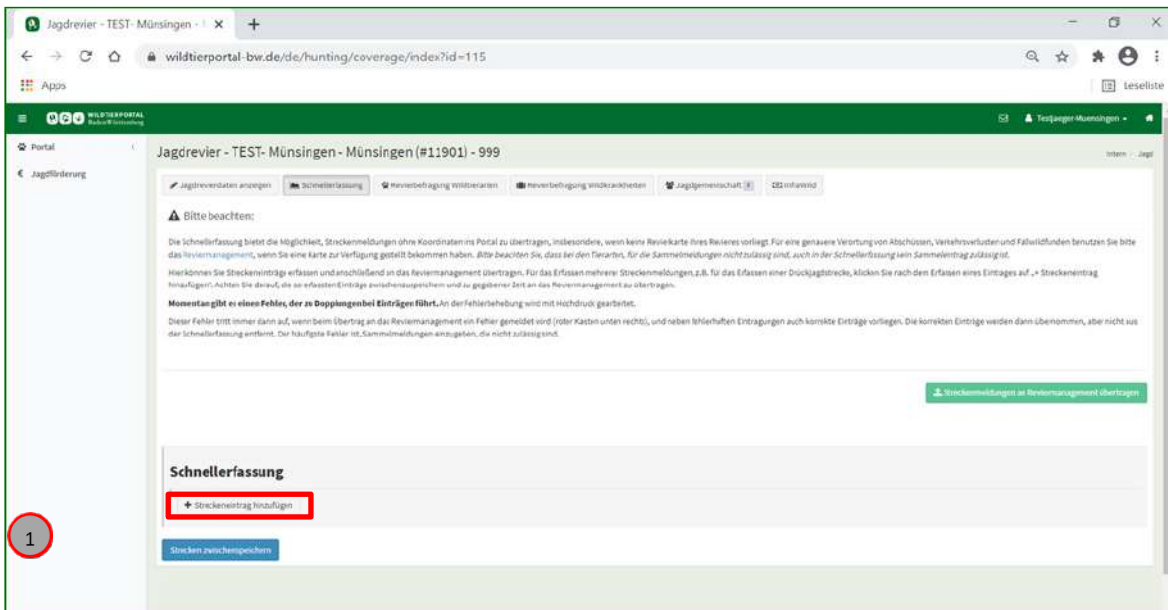 Jagdrevier - TEST- Münsingen -
wildtierportal-bw.de/de/hunting/coverage/index?id=115
Apps
Leseliste
WILDTIERPORTAL
Baden-Württemberg
Testjaeger-Muensingen
Portal
Jagdförderung
Jagdrevier - TEST- Münsingen - Münsingen (#11901) - 999
Intern - Jagd
Jagdrevierdaten anzeigen
Schnellerfassung
Revierbefragung Wildtierarten
Revierbefragung Wildkrankheiten
Jagdgemeinschaft
InfraWild
Bitte beachten:
Die Schnellerfassung bietet die Möglichkeit, Streckenmeldungen ohne Koordinaten ins Portal zu übertragen, insbesondere, wenn keine Revierkarte Ihres Revieres vorliegt. Für eine genauere Verortung von Abschüssen, Verkehrsverlusten und Fallwildfunden benutzen Sie bitte
das Reviermanagement, wenn Sie eine Karte zur Verfügung gestellt bekommen haben. Bitte beachten Sie, dass bei den Tierarten, für die Sammelmeldungen nicht zulässig sind, auch in der Schnellerfassung kein Sammeleintrag zulässig ist.
Hier können Sie Streckeneinträge erfassen und anschließend an das Reviermanagement übertragen. Für das Erfassen mehrerer Streckenmeldungen, z.B. für das Erfassen einer Drückjagdstrecke, klicken Sie nach dem Erfassen eines Eintrages auf „+ Streckeneintrag
hinzufügen". Achten Sie darauf, die so erfassten Einträge zwischenzuspeichern und zu gegebener Zeit an das Reviermanagement zu übertragen.
Momentan gibt es einen Fehler, der zu Dopplungen bei Einträgen führt. An der Fehlerbehebung wird mit Hochdruck gearbeitet.
Dieser Fehler tritt immer dann auf, wenn beim Übertrag an das Reviermanagement ein Fehler gemeldet wird (roter Kasten unten rechts), und neben fehlerhaften Eintragungen auch korrekte Einträge vorliegen. Die korrekten Einträge werden dann übernommen, aber nicht aus
der Schnellerfassung entfernt. Der häufigste Fehler ist, Sammelmeldungen anzugeben, die nicht zulässig sind.
Streckenmeldungen an Reviermanagement übertragen
Schnellerfassung
+ Streckeneintrag hinzufügen
1
Strecken zwischenspeichern